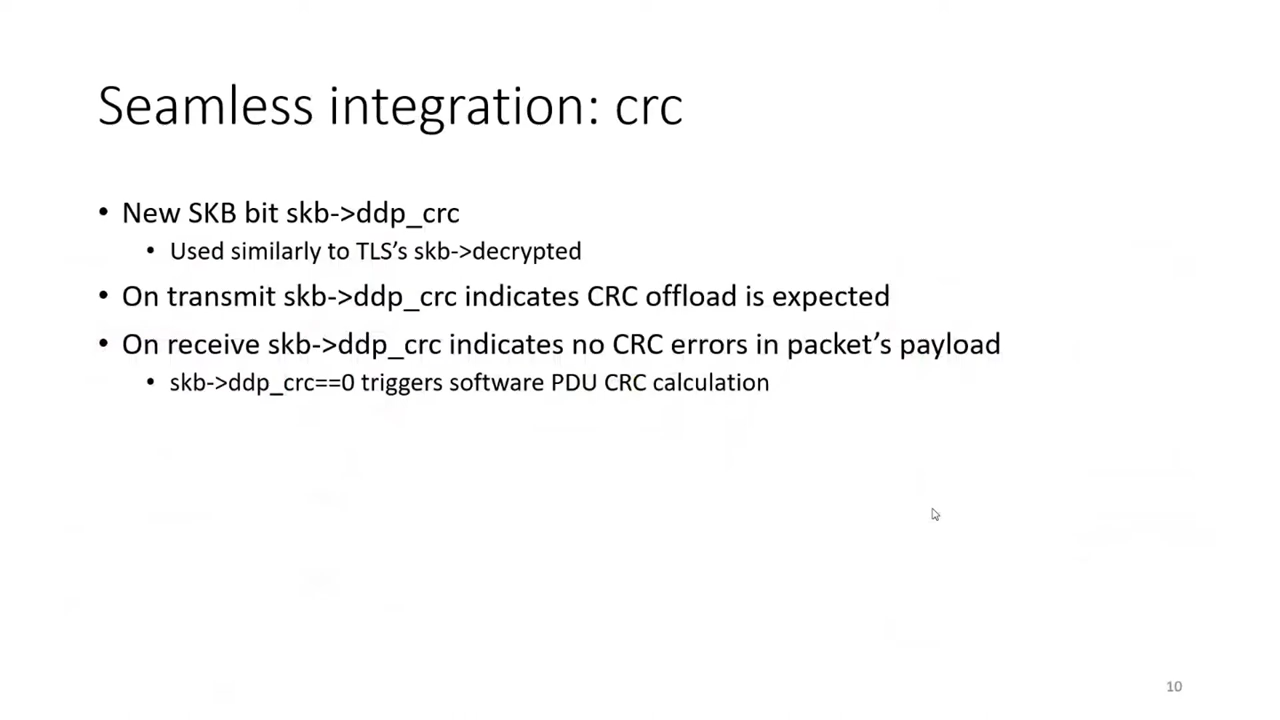 Seamless integration: crc
• New SKB bit skb->ddp_crc
• Used similarly to TLS’s skb->decrypted
• On transmit skb->ddp_crc indicates CRC offload is expected
• On receive skb->ddp_crc indicates no CRC errors in packet’s payload
• skb->ddp_crc==0 triggers software PDU CRC calculation
10